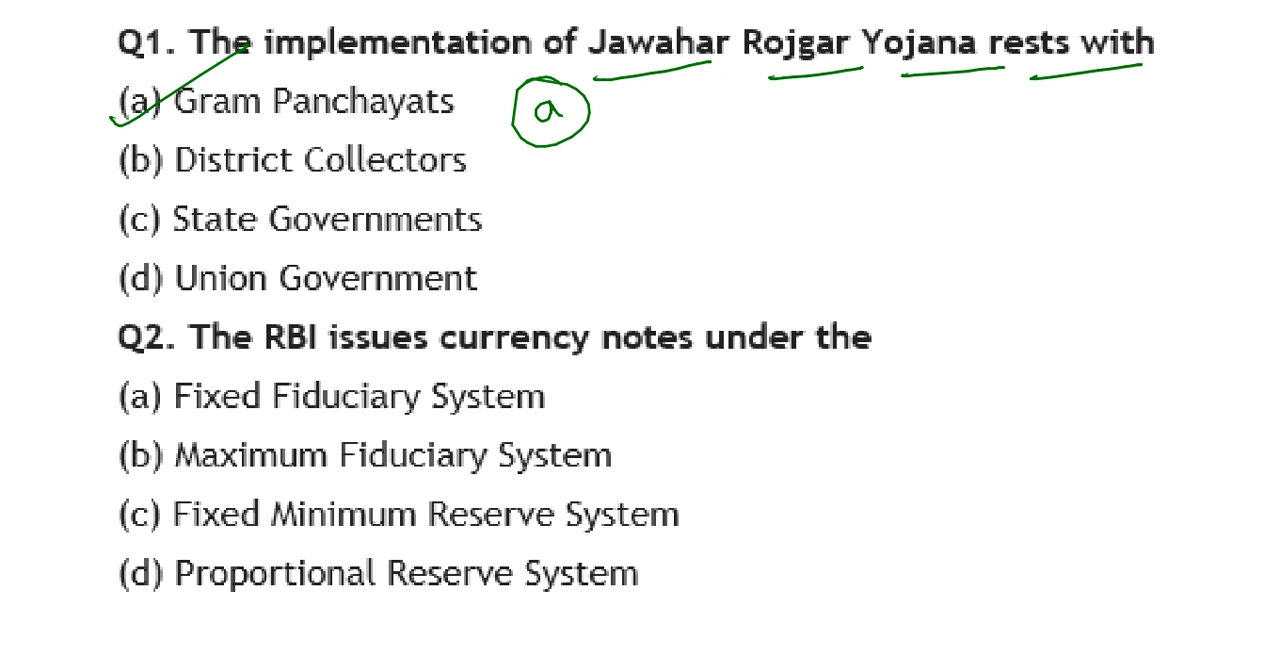 Q1. The implementation of Jawahar Rojgar Yojana rests with
(a) Gram Panchayats
a
(b) District Collectors
(c) State Governments
(d) Union Government
Q2. The RBI issues currency notes under the
(a) Fixed Fiduciary System
(b) Maximum Fiduciary System
(c) Fixed Minimum Reserve System
(d) Proportional Reserve System